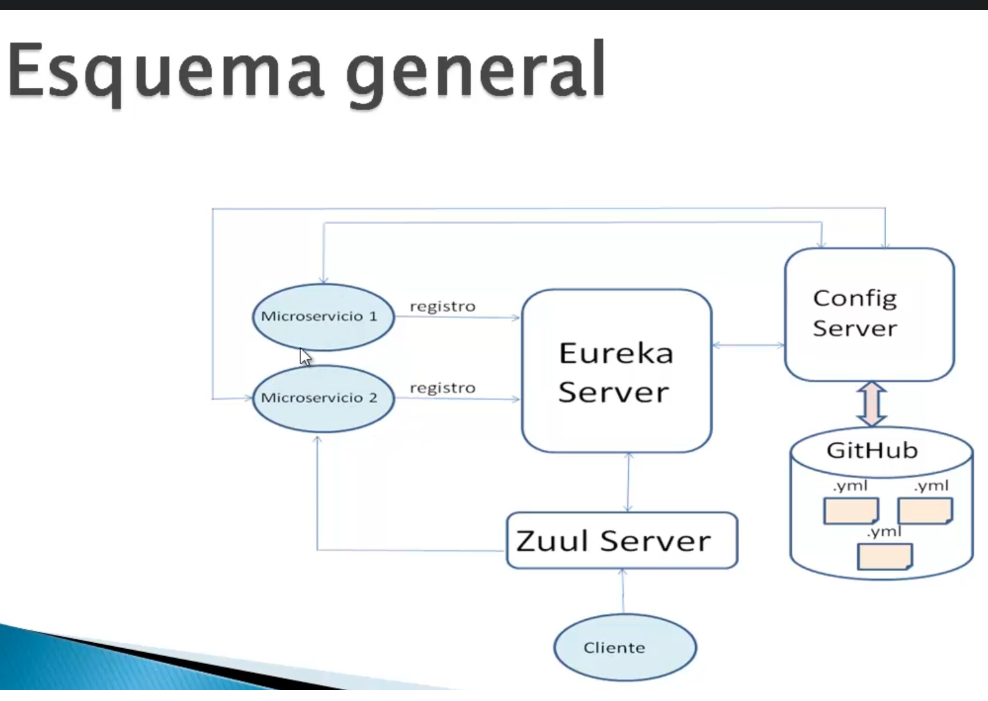 Esquema general
Microservicio 1
registro
Microservicio 2
registro
Eureka
Server
Config
Server
GitHub
.yml
.yml
.yml
Zuul Server
Cliente